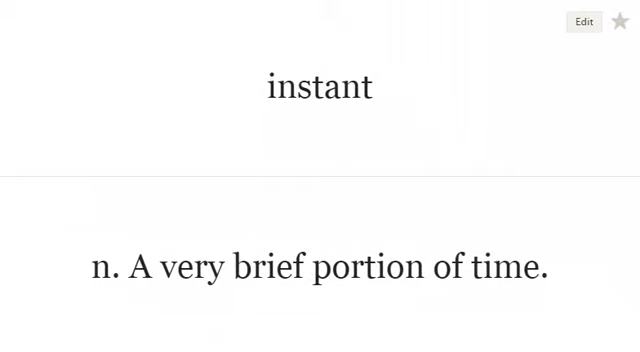 Edit
instant
n. A very brief portion of time.